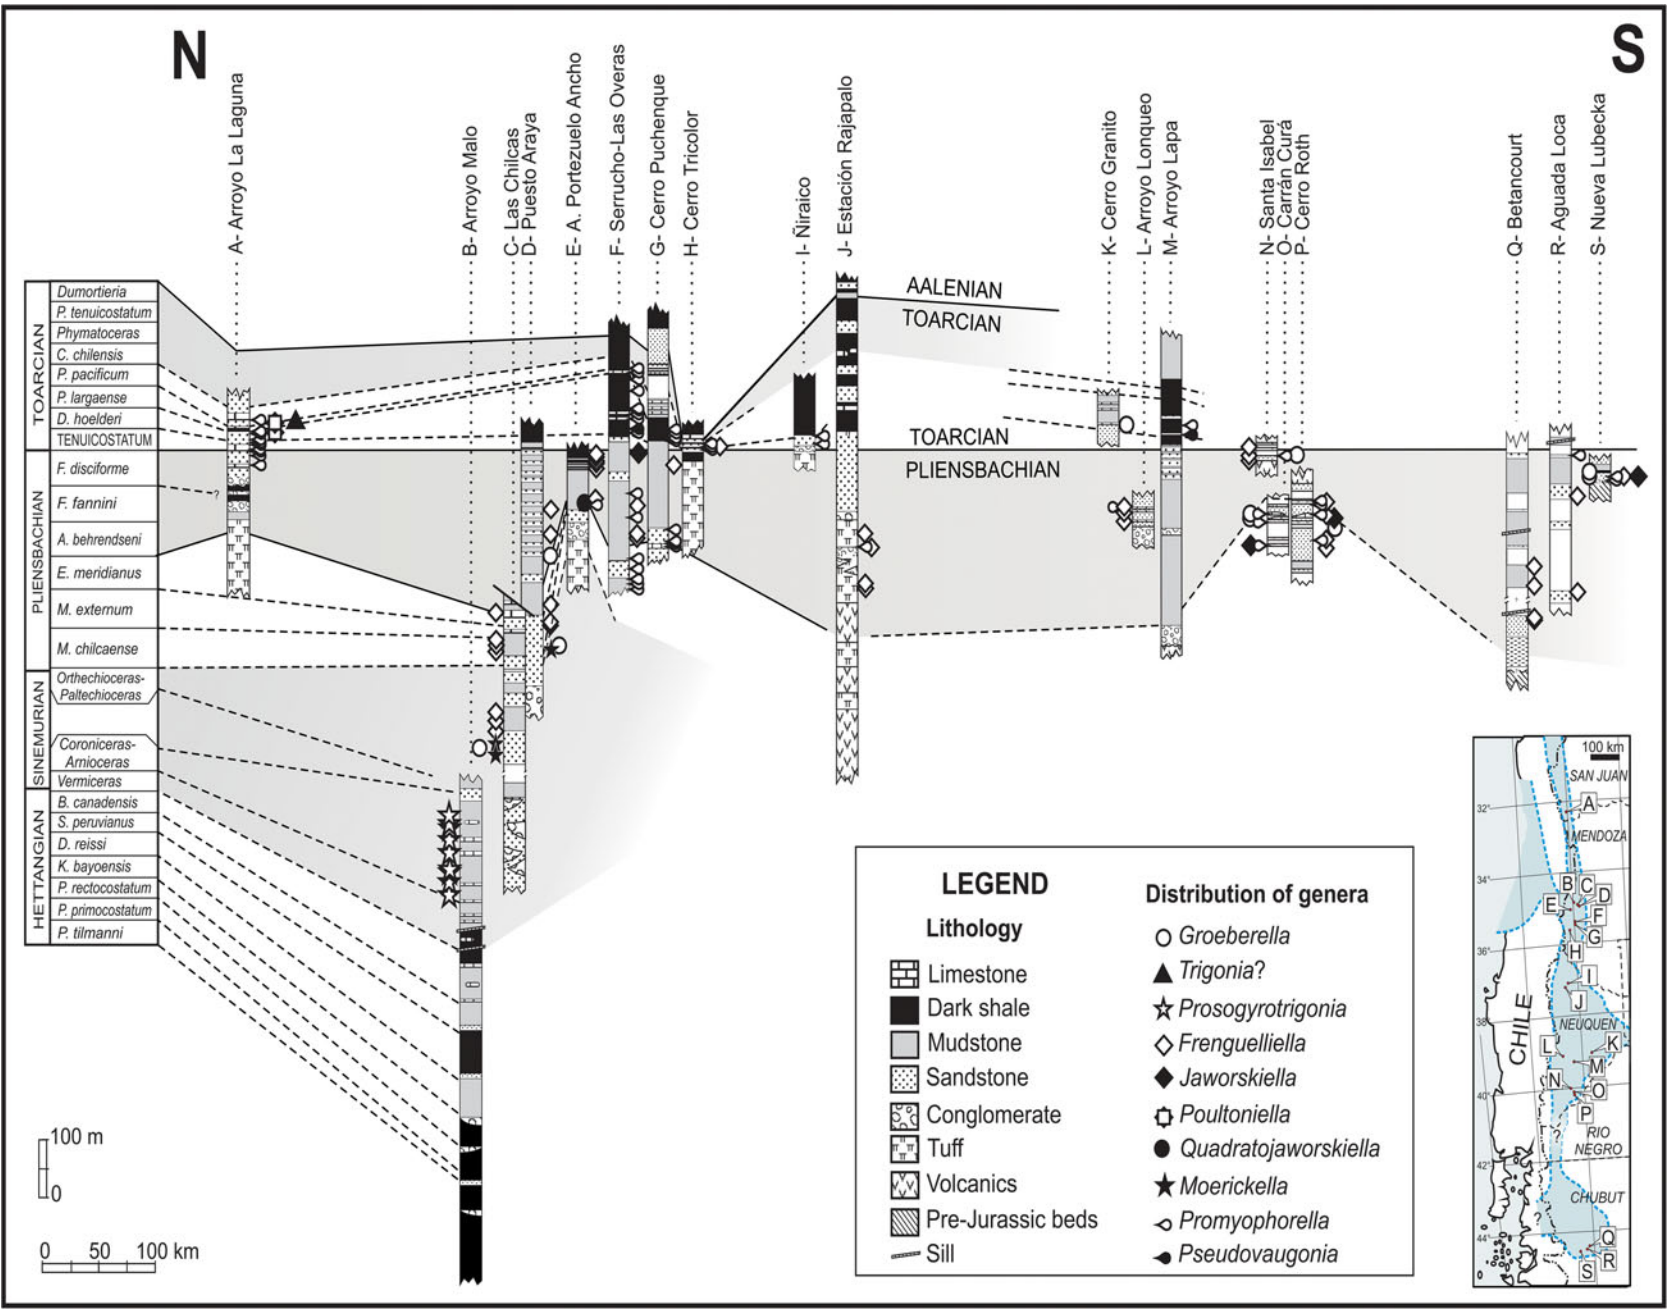 N
S
A- Arroyo La Laguna
B- Arroyo Malo
C- Las Chilcas
D- Puesto Araya
E- A. Portezuelo Ancho
F- Serrucho-Las Overas
G- Cerro Puchenque
H- Cerro Tricolor
I- Ñiraico
J- Estación Rajapalo
K- Cerro Granito
L- Arroyo Lonqueo
M- Arroyo Lapa
N- Santa Isabel
O- Carrán Curá
P- Cerro Roth
Q- Betancourt
R- Aguada Loca
S- Nueva Lubecka
TOARCIAN
Dumortieria
P. tenuicostatum
Phymatoceras
C. chilensis
P. pacificum
P. largaense
D. hoelderi
TENUICOSTATUM
PLIENSBACHIAN
F. disciforme
F. fannini
A. behrendseni
E. meridianus
M. externum
M. chilcaense
SINEMURIAN
Orthechioceras-
Paltechioceras
Coroniceras-
Arnioceras
Vermiceras
HETTANGIAN
B. canadensis
S. peruvianus
D. reissi
K. bayoensis
P. rectocostatum
P. primocostatum
P. tilmanni
?
AALENIAN
TOARCIAN
TOARCIAN
PLIENSBACHIAN
100 m
0
0 50 100 km
LEGEND
Lithology
Limestone
Dark shale
Mudstone
Sandstone
Conglomerate
Tuff
Volcanics
Pre-Jurassic beds
Sill
Distribution of genera
Groeberella
Trigonia?
Prosogyrotrigonia
Frenguelliella
Jaworskiella
Poultoniella
Quadratojaworskiella
Moerickella
Promyophorella
Pseudovaugonia
100 km
SAN JUAN
32°
A
MENDOZA
34°
B C D
E F
G
36°
H
I
J
38°
NEUQUEN
CHILE
L K
M
N O
40°
P
?
RIO
NEGRO
42°
CHUBUT
?
44°
Q
R
S